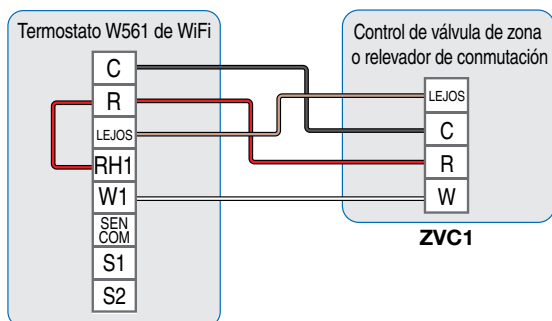 Termostato W561 de WiFi
C
R
LEJOS
RH1
W1
SEN
COM
S1
S2
Control de válvula de zona
o relevador de conmutación
LEJOS
C
R
W
ZVC1